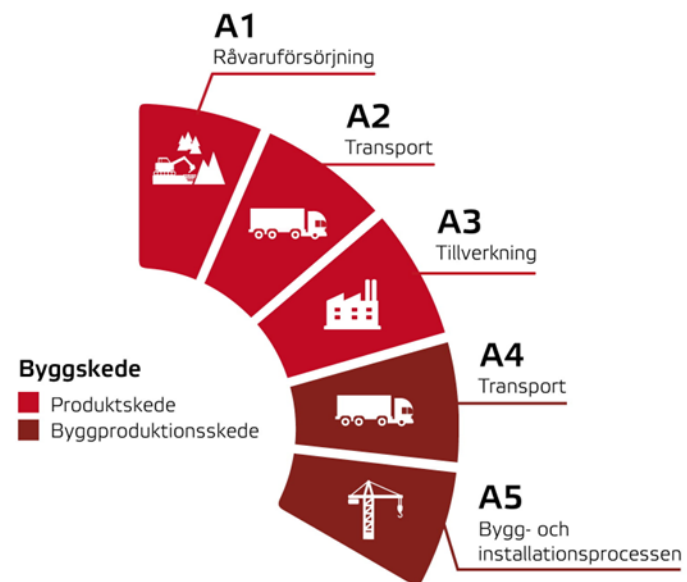 A1
Råvaruförsörjning
A2
Transport
A3
Tillverkning
A4
Transport
A5
Bygg- och
installationsprocessen
Byggskede
Produktskede
Byggproduktionsskede